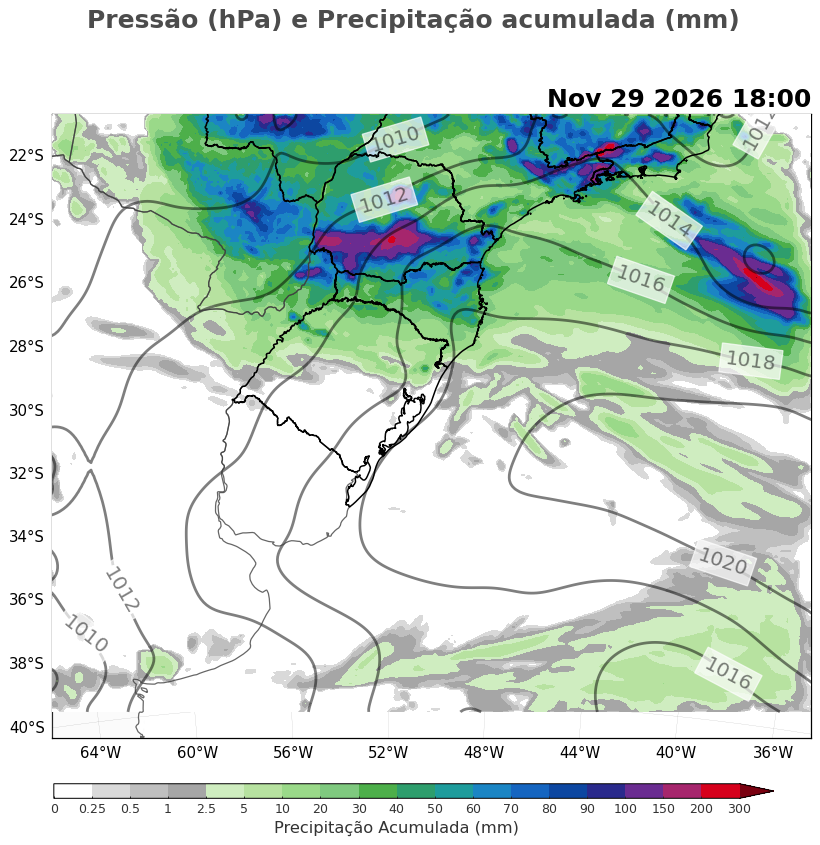 Pressão (hPa) e Precipitação acumulada (mm)
Nov 29 2026 18:00
1010
1012
1012
1014
1016
1018
1020
1016
1012
1010
22°S
24°S
26°S
28°S
30°S
32°S
34°S
36°S
38°S
40°S
64°W 60°W 56°W 52°W 48°W 44°W 40°W 36°W
0 0.25 0.5 1 2.5 5 10 20 30 40 50 60 70 80 90 100 150 200 300
Precipitação Acumulada (mm)